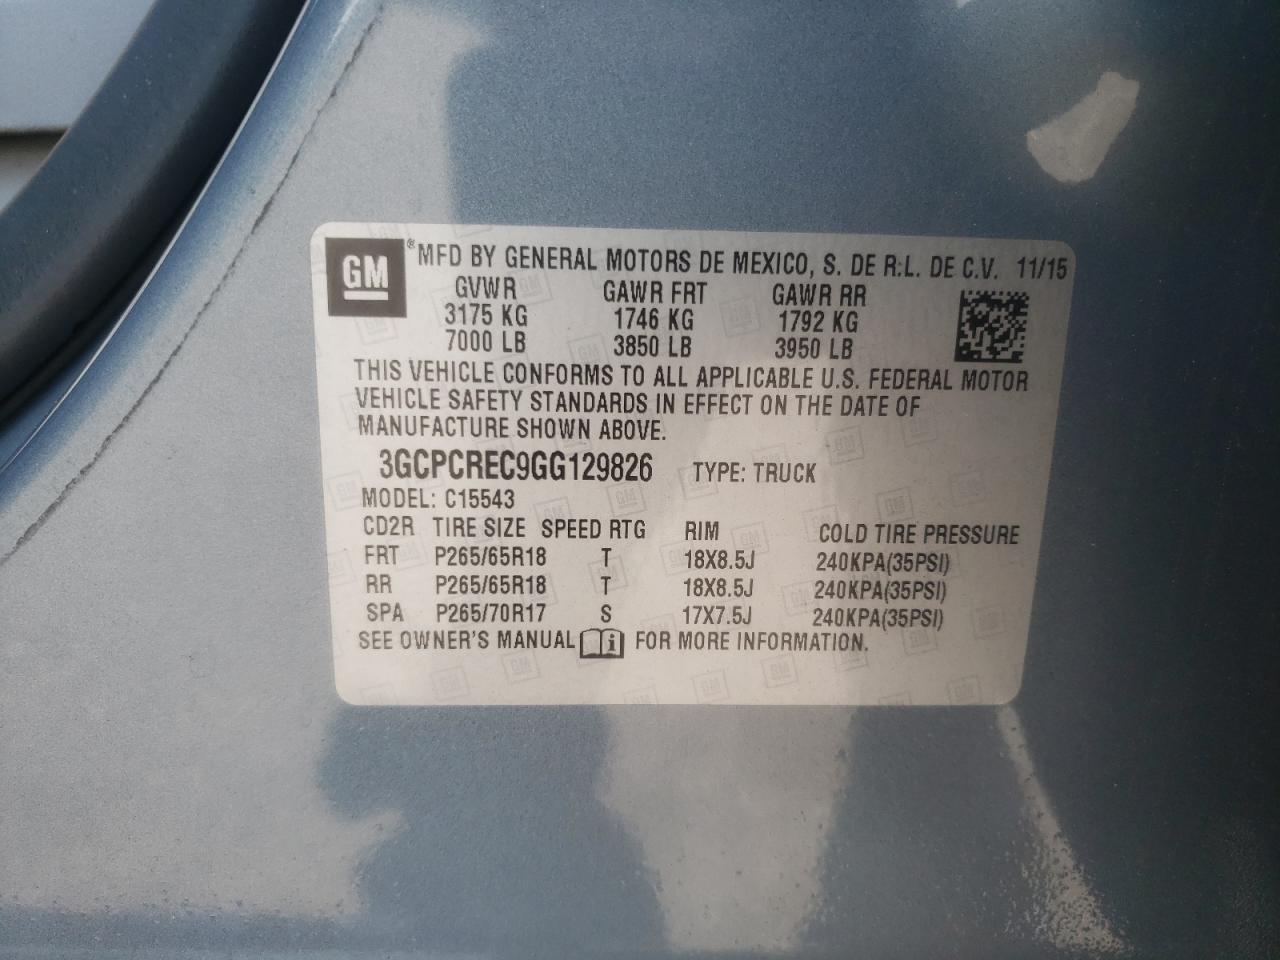 GM ® MFD BY GENERAL MOTORS DE MEXICO, S. DE R.L. DE C.V. 11/15
GVWR GAWR FRT GAWR RR
3175 KG 1746 KG 1792 KG
7000 LB 3850 LB 3950 LB
THIS VEHICLE CONFORMS TO ALL APPLICABLE U.S. FEDERAL MOTOR
VEHICLE SAFETY STANDARDS IN EFFECT ON THE DATE OF
MANUFACTURE SHOWN ABOVE.
3GCPCREC9GG129826 TYPE: TRUCK
MODEL: C15543
CD2R TIRE SIZE SPEED RTG RIM COLD TIRE PRESSURE
FRT P265/65R18 T 18X8.5J 240KPA(35PSI)
RR P265/65R18 T 18X8.5J 240KPA(35PSI)
SPA P265/70R17 S 17X7.5J 240KPA(35PSI)
SEE OWNER'S MANUAL i FOR MORE INFORMATION.